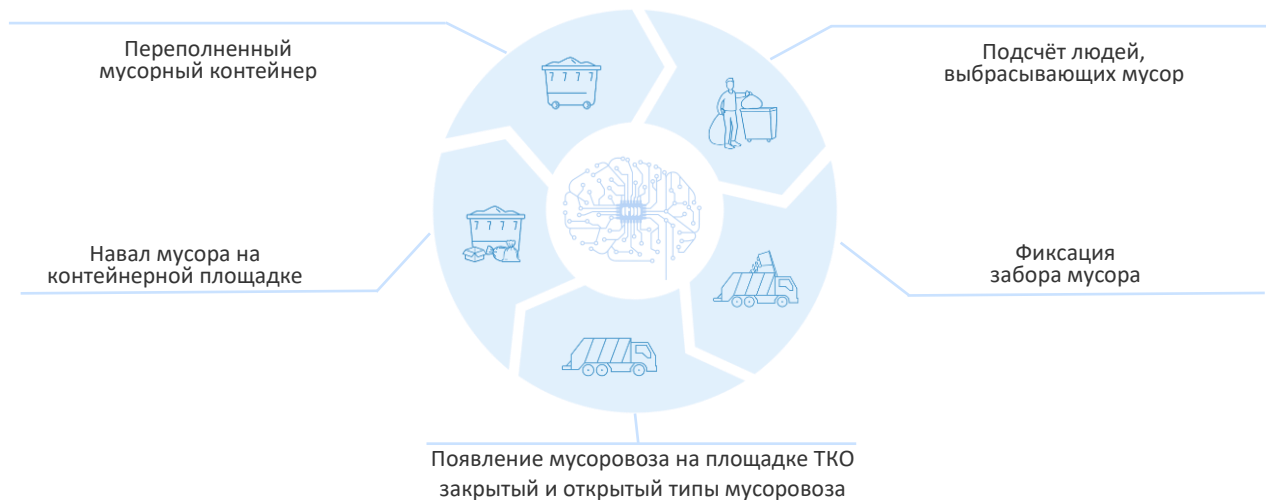 Переполненный
мусорный контейнер
Подсчёт людей,
выбрасывающих мусор
Навал мусора на
контейнерной площадке
Фиксация
забора мусора
Появление мусоровоза на площадке ТКО
закрытый и открытый типы мусоровоза